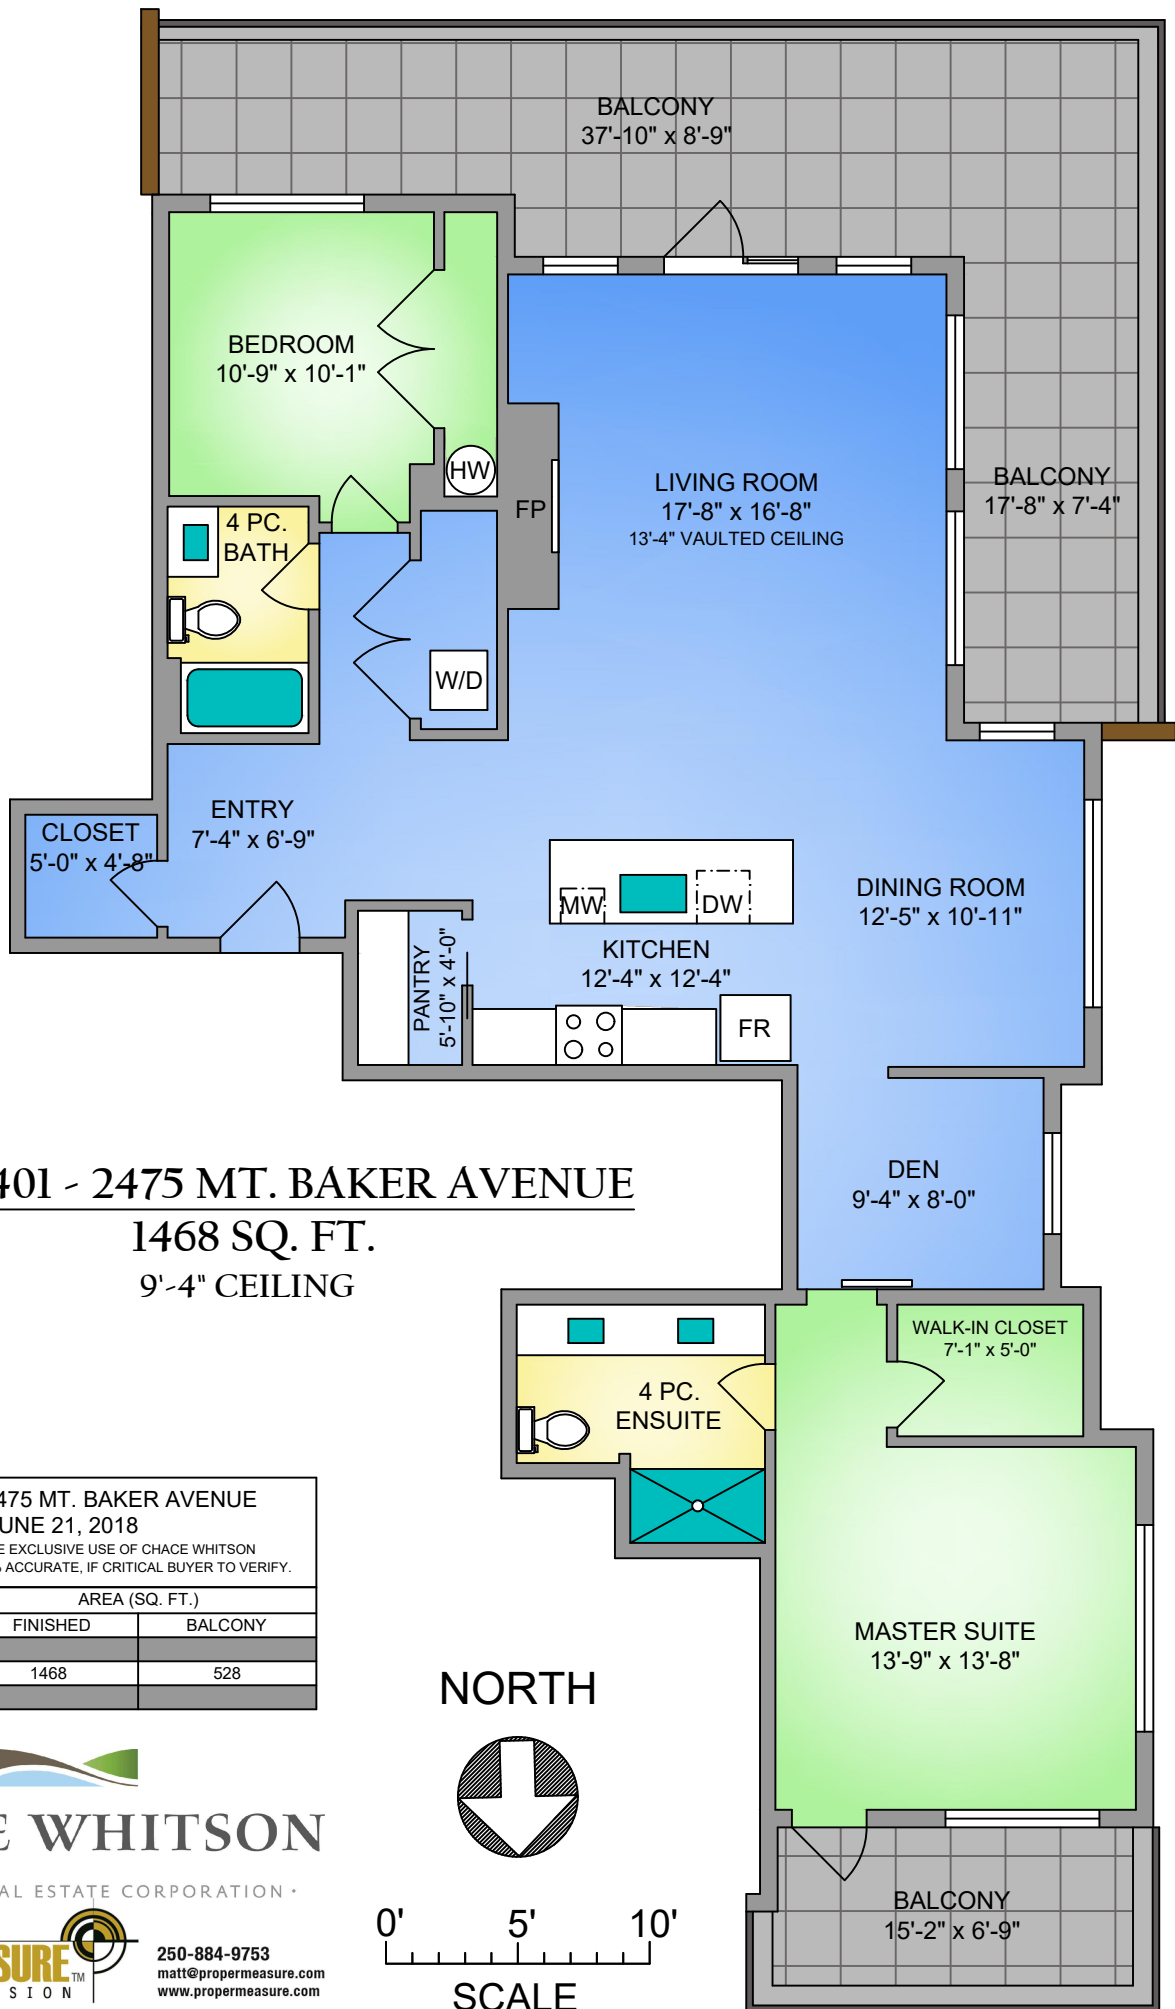 BALCONY
37'-10" x 8'-9"
BEDROOM
10'-9" x 10'-1"
HW
FP
LIVING ROOM
17'-8" x 16'-8"
13'-4" VAULTED CEILING
BALCONY
17'-8" x 7'-4"
4 PC.
BATH
W/D
ENTRY
7'-4" x 6'-9"
CLOSET
5'-0" x 4'-8"
MW
DW
DINING ROOM
12'-5" x 10'-11"
KITCHEN
12'-4" x 12'-4"
PANTRY
5'-10" x 4'-0"
FR
DEN
9'-4" x 8'-0"
401 - 2475 MT. BAKER AVENUE
1468 SQ. FT.
9'-4" CEILING
WALK-IN CLOSET
7'-1" x 5'-0"
4 PC.
ENSUITE
MASTER SUITE
13'-9" x 13'-8"
475 MT. BAKER AVENUE
UNE 21, 2018
E EXCLUSIVE USE OF CHACE WHITSON
ACCURATE, IF CRITICAL BUYER TO VERIFY.
AREA (SQ. FT.)
FINISHED BALCONY
1468 528
NORTH
E WHITSON
AL ESTATE CORPORATION •
SURE TM
SION
250-884-9753
matt@propermeasure.com
www.propermeasure.com
0' 5' 10'
SCALE
BALCONY
15'-2" x 6'-9"